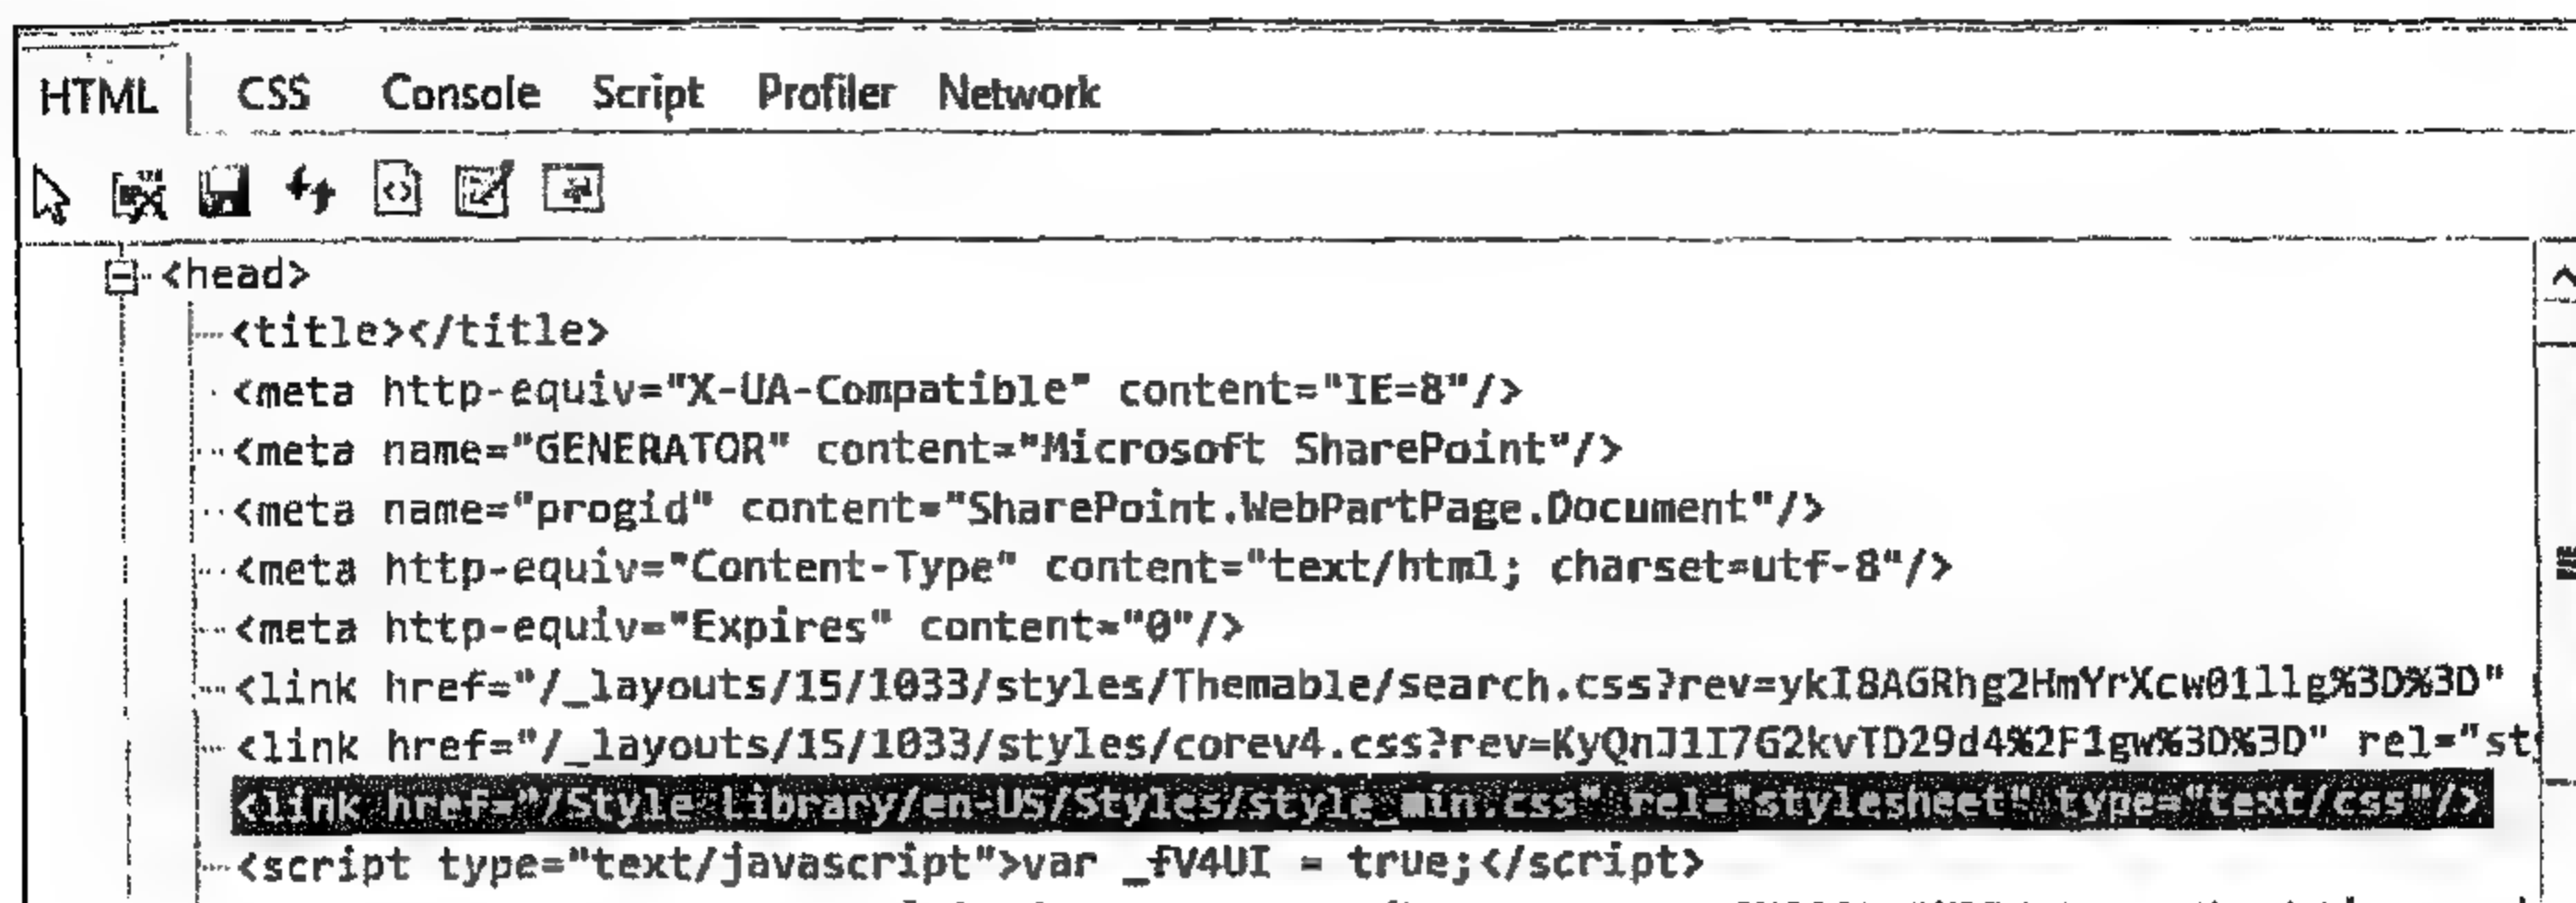 HTML CSS Console Script Profiler Network
<head>
<title></title>
<meta http-equiv="X-UA-Compatible" content="IE=8"/>
<meta name="GENERATOR" content="Microsoft SharePoint"/>
<meta name="progid" content="SharePoint.WebPartPage.Document"/>
<meta http-equiv="Content-Type" content="text/html; charset=utf-8"/>
<meta http-equiv="Expires" content="0"/>
<link href="/_layouts/15/1033/styles/Themable/search.css?rev=ykI8AGRhg2HmYrXcw01llg%3D%3D"
<link href="/_layouts/15/1033/styles/corev4.css?rev=KyQnJ1I7G2kvTD29d4%2F1gw%3D%3D" rel="st
<link href="/Style Library/en-US/Styles/style_min.css" rel="stylesheet" type="text/css"/>
<script type="text/javascript">var _fV4UI = true;</script>